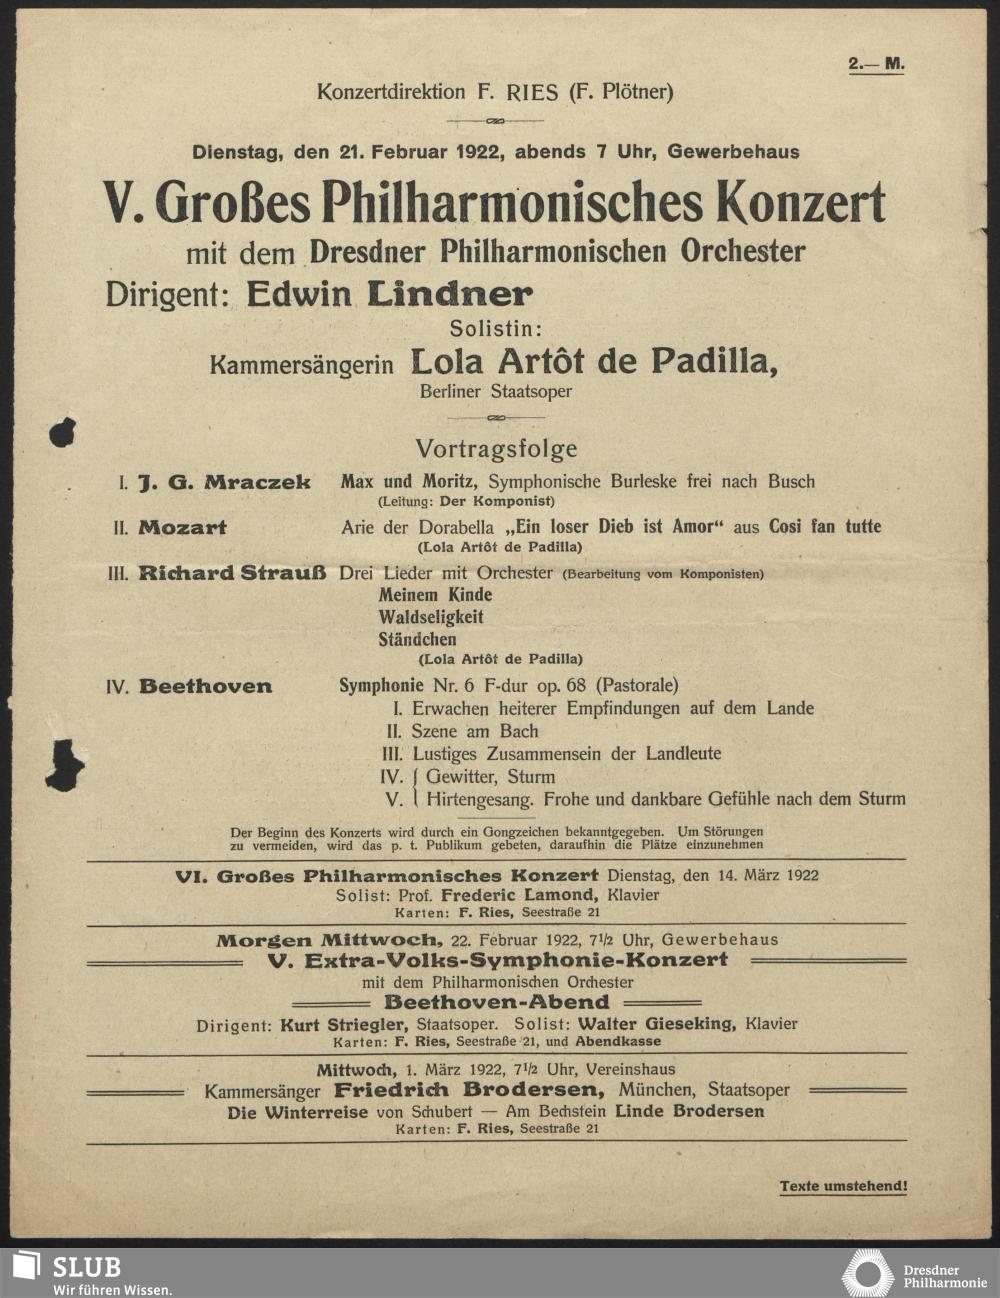 2.— M.
Konzertdirektion F. RIES (F. Plötner)
Dienstag, den 21. Februar 1922, abends 7 Uhr, Gewerbehaus
V. Großes Philharmonisches Konzert
mit dem Dresdner Philharmonischen Orchester
Dirigent: Edwin Lindner
Solistin:
Kammersängerin Lola Artôt de Padilla,
Berliner Staatsoper
Vortragsfolge
I. J. G. Mraczek Max und Moritz, Symphonische Burleske frei nach Busch
(Leitung: Der Komponist)
II. Mozart Arie der Dorabella „Ein loser Dieb ist Amor“ aus Cosi fan tutte
(Lola Artôt de Padilla)
III. Richard Strauß Drei Lieder mit Orchester (Bearbeitung vom Komponisten)
Meinem Kinde
Waldseligkeit
Ständchen
(Lola Artôt de Padilla)
IV. Beethoven Symphonie Nr. 6 F-dur op. 68 (Pastorale)
I. Erwachen heiterer Empfindungen auf dem Lande
II. Szene am Bach
III. Lustiges Zusammensein der Landleute
IV. { Gewitter, Sturm
V. { Hirtengesang. Frohe und dankbare Gefühle nach dem Sturm
Der Beginn des Konzerts wird durch ein Gongzeichen bekanntgegeben. Um Störungen
zu vermeiden, wird das p. t. Publikum gebeten, daraufhin die Plätze einzunehmen
VI. Großes Philharmonisches Konzert Dienstag, den 14. März 1922
Solist: Prof. Frederic Lamond, Klavier
Karten: F. Ries, Seestraße 21
Morgen Mittwoch, 22. Februar 1922, 7½ Uhr, Gewerbehaus
V. Extra-Volks-Symphonie-Konzert
mit dem Philharmonischen Orchester
Beethoven-Abend
Dirigent: Kurt Striegler, Staatsoper. Solist: Walter Gieseking, Klavier
Karten: F. Ries, Seestraße 21, und Abendkasse
Mittwoch, 1. März 1922, 7½ Uhr, Vereinshaus
Kammersänger Friedrich Brodersen, München, Staatsoper
Die Winterreise von Schubert — Am Bechstein Linde Brodersen
Karten: F. Ries, Seestraße 21
Texte umstehend!
SLUB
Wir führen Wissen.
Dresdner
Philharmonie